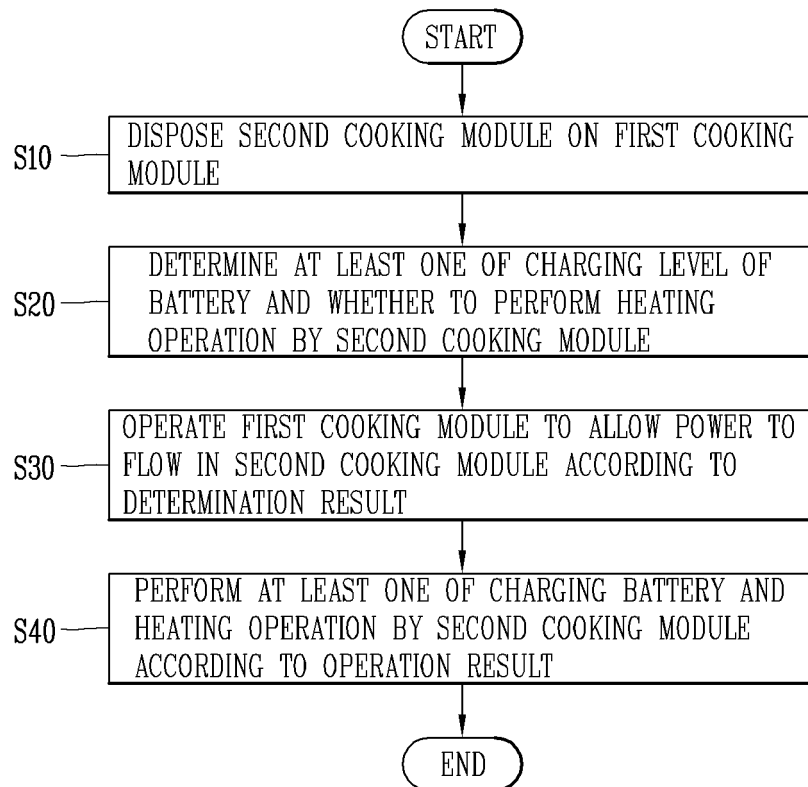 START
S10
DISPOSE SECOND COOKING MODULE ON FIRST COOKING
MODULE
S20
DETERMINE AT LEAST ONE OF CHARGING LEVEL OF
BATTERY AND WHETHER TO PERFORM HEATING
OPERATION BY SECOND COOKING MODULE
S30
OPERATE FIRST COOKING MODULE TO ALLOW POWER TO
FLOW IN SECOND COOKING MODULE ACCORDING TO
DETERMINATION RESULT
S40
PERFORM AT LEAST ONE OF CHARGING BATTERY AND
HEATING OPERATION BY SECOND COOKING MODULE
ACCORDING TO OPERATION RESULT
END